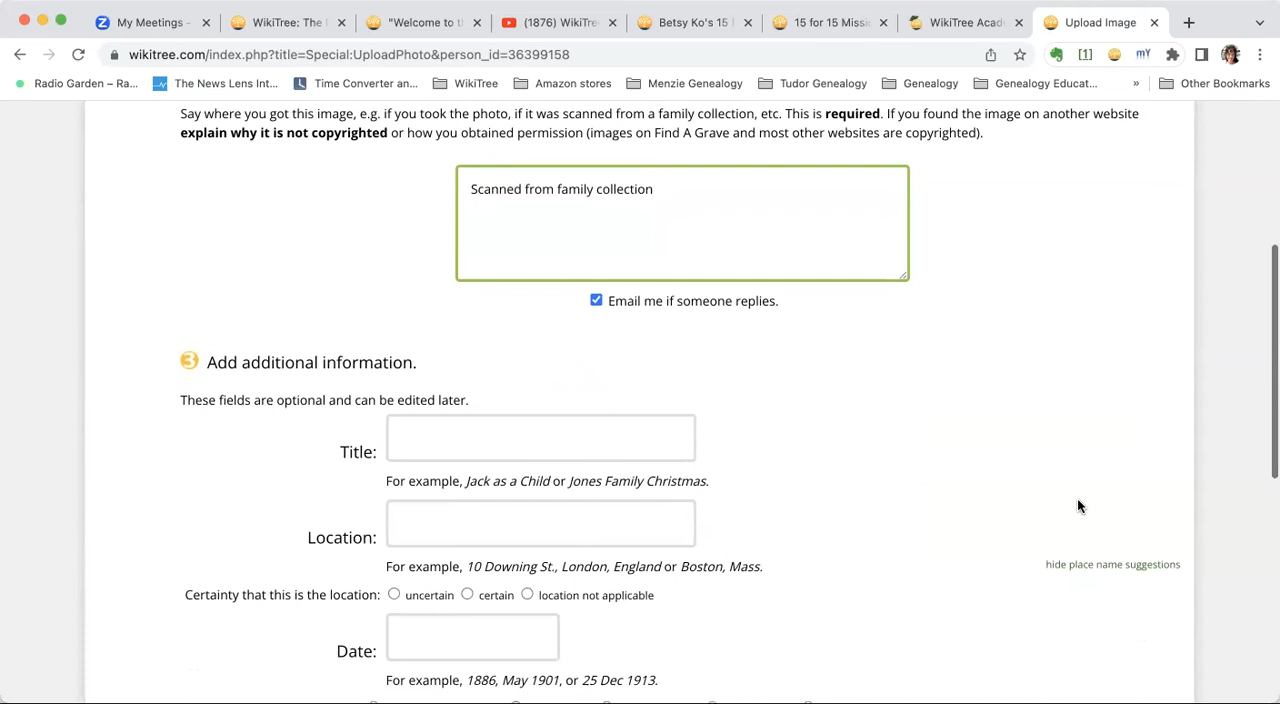 My Meetings -
WikiTree: The
"Welcome to t
(1876) WikiTre
Betsy Ko's 15
15 for 15 Missi
WikiTree Acad
Upload Image
wikitree.com/index.php?title=Special:UploadPhoto&person_id=36399158
[1]
mY
Radio Garden – Ra...
The News Lens Int...
Time Converter an...
WikiTree
Amazon stores
Menzie Genealogy
Tudor Genealogy
Genealogy
Genealogy Educat...
»
Other Bookmarks
Say where you got this image, e.g. if you took the photo, if it was scanned from a family collection, etc. This is required. If you found the image on another website
explain why it is not copyrighted or how you obtained permission (images on Find A Grave and most other websites are copyrighted).
Scanned from family collection
Email me if someone replies.
3 Add additional information.
These fields are optional and can be edited later.
Title:
For example, Jack as a Child or Jones Family Christmas.
Location:
For example, 10 Downing St., London, England or Boston, Mass.
hide place name suggestions
Certainty that this is the location: uncertain certain location not applicable
Date:
For example, 1886, May 1901, or 25 Dec 1913.